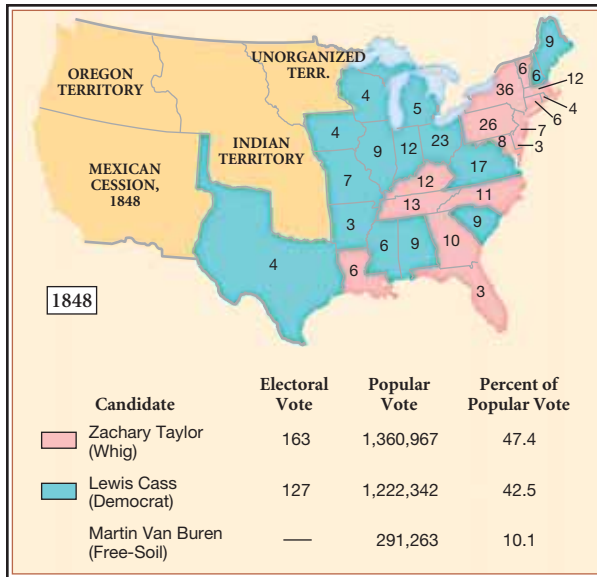 UNORGANIZED
TERR.
OREGON
TERRITORY
INDIAN
TERRITORY
MEXICAN
CESSION,
1848
9
6
6
12
36
4
6
4
5
26
7
4
9
12
23
8
3
17
7
12
13
11
3
9
6
9
10
4
6
3
1848
Candidate Electoral Vote Popular Vote Percent of Popular Vote
Zachary Taylor (Whig) 163 1,360,967 47.4
Lewis Cass (Democrat) 127 1,222,342 42.5
Martin Van Buren (Free-Soil) — 291,263 10.1